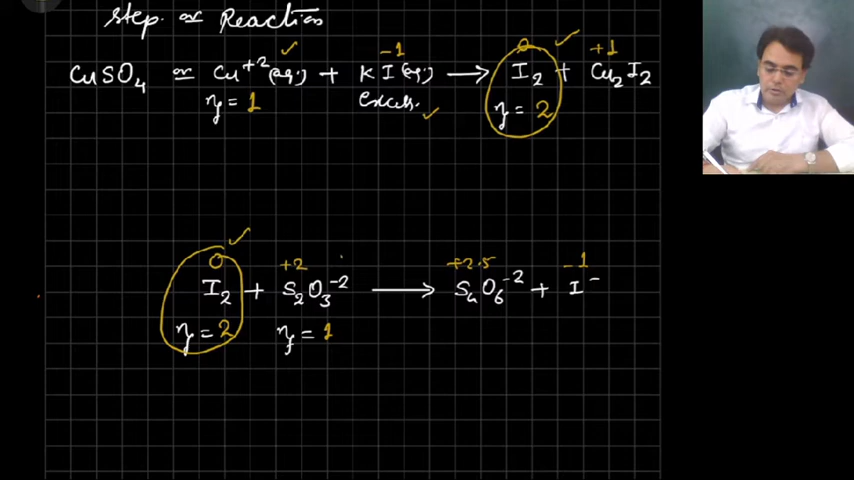 Step or Reaction
-1 0 +1
CuSO4 or Cu+2(aq.) + KI(aq) → I2 + Cu2I2
η = 1 Excess. η = 2
0 +2 +2.5 -1
I2 + S2O3-2 → S4O6-2 + I-
η = 2 η = 1